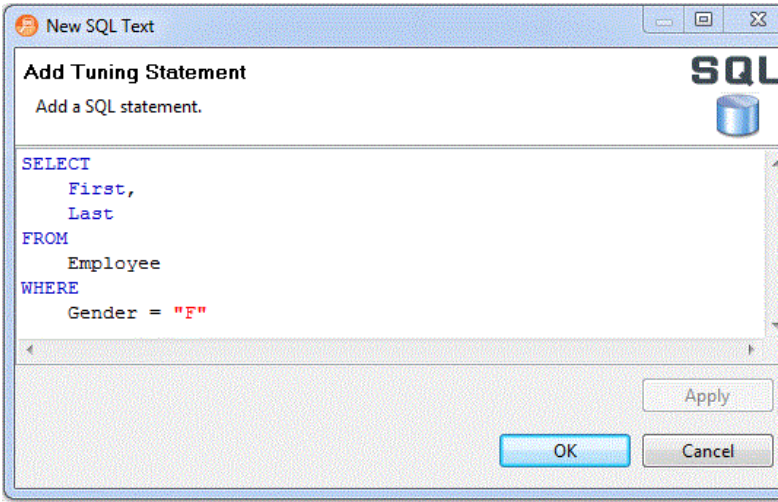 New SQL Text
Add Tuning Statement
SQL
Add a SQL statement.
SELECT
First,
Last
FROM
Employee
WHERE
Gender = "F"
Apply
OK
Cancel